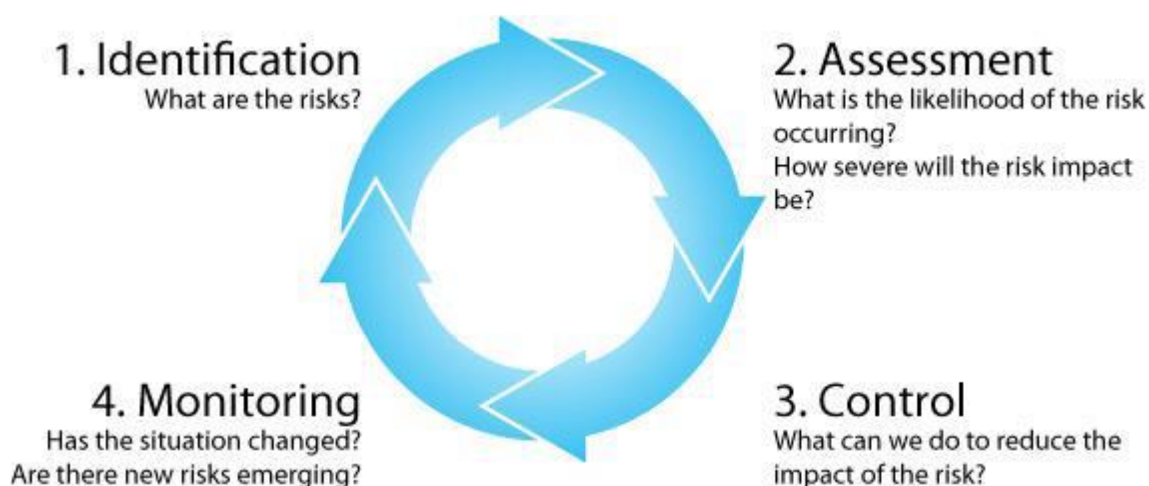 1. Identification
What are the risks?
2. Assessment
What is the likelihood of the risk
occurring?
How severe will the risk impact
be?
3. Control
What can we do to reduce the
impact of the risk?
4. Monitoring
Has the situation changed?
Are there new risks emerging?